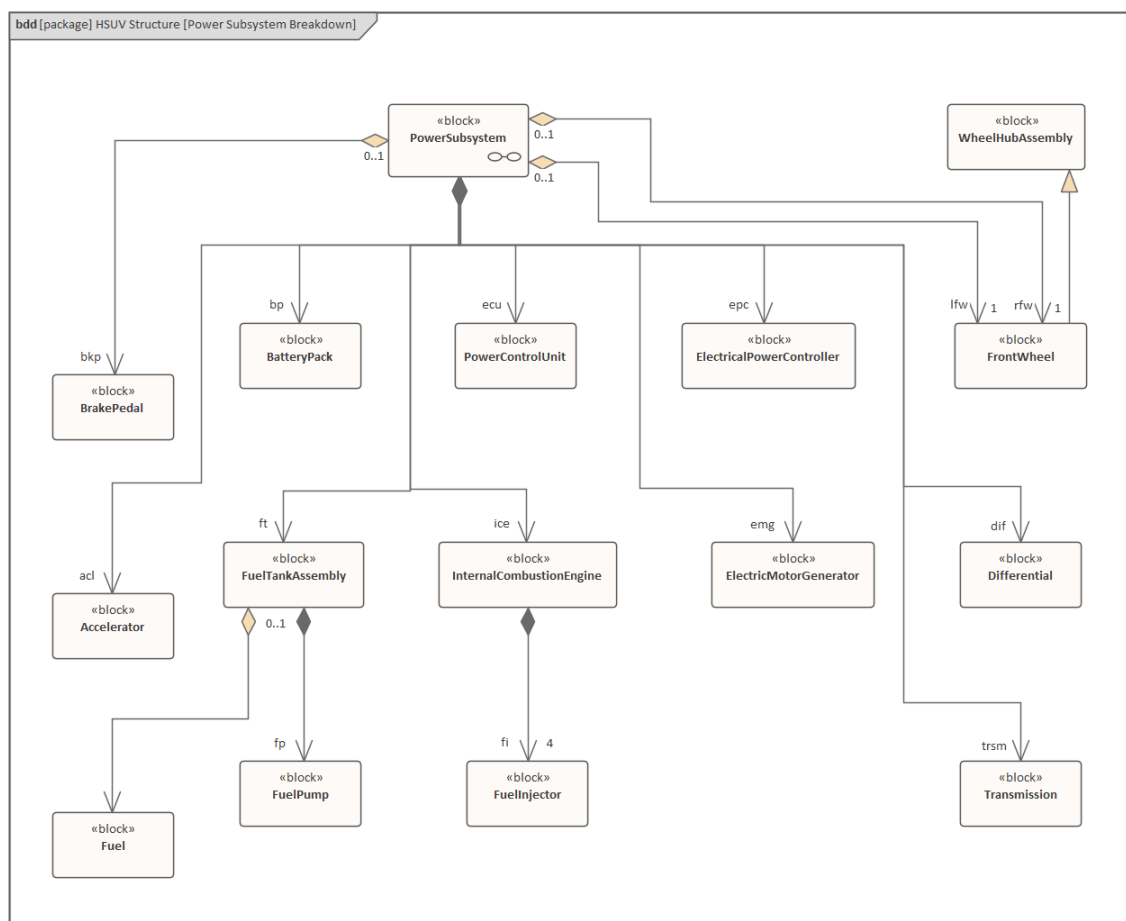 bdd [package] HSUV Structure [Power Subsystem Breakdown]
«block»
PowerSubsystem
0..1
0..1
0..1
«block»
WheelHubAssembly
bkp
bp
ecu
epc
lfw
1
rfw
1
«block»
BrakePedal
«block»
BatteryPack
«block»
PowerControlUnit
«block»
ElectricalPowerController
«block»
FrontWheel
acl
ft
ice
emg
dif
«block»
Accelerator
«block»
FuelTankAssembly
«block»
InternalCombustionEngine
«block»
ElectricMotorGenerator
«block»
Differential
0..1
fp
fi
4
trsm
«block»
Fuel
«block»
FuelPump
«block»
FuelInjector
«block»
Transmission